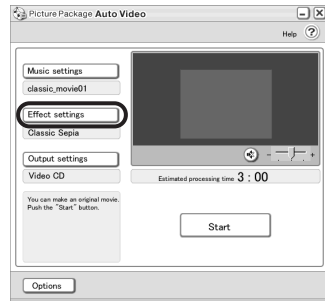 Picture Package Auto Video
Help ?
Music settings
classic_movie01
Effect settings
Classic Sepia
Output settings
Video CD
Estimated processing time 3 : 00
You can make an original movie.
Push the "Start" button.
Start
Options